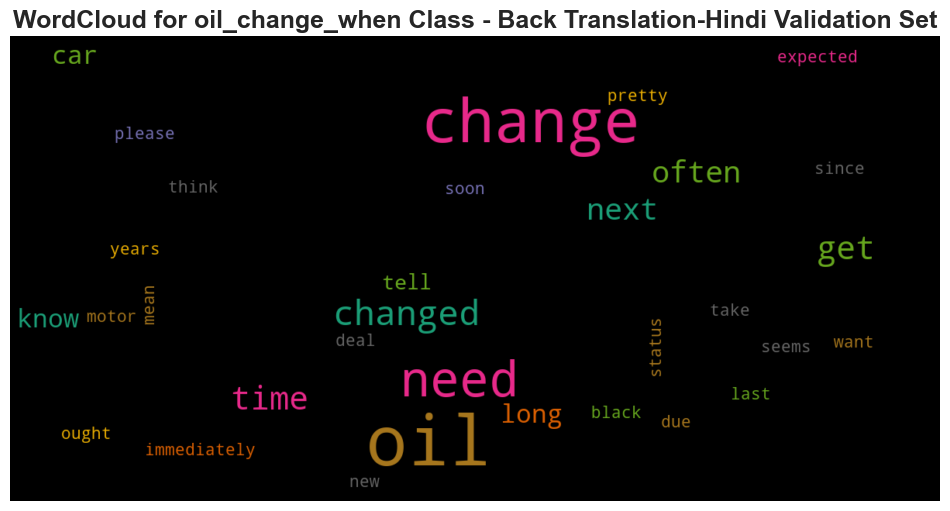 WordCloud for oil_change_when Class - Back Translation-Hindi Validation Set
car
expected
pretty
change
please
often
since
think
soon
next
years
get
tell
mean
know
motor
changed
take
deal
status
seems
want
need
time
last
long
black
due
ought
oil
immediately
new